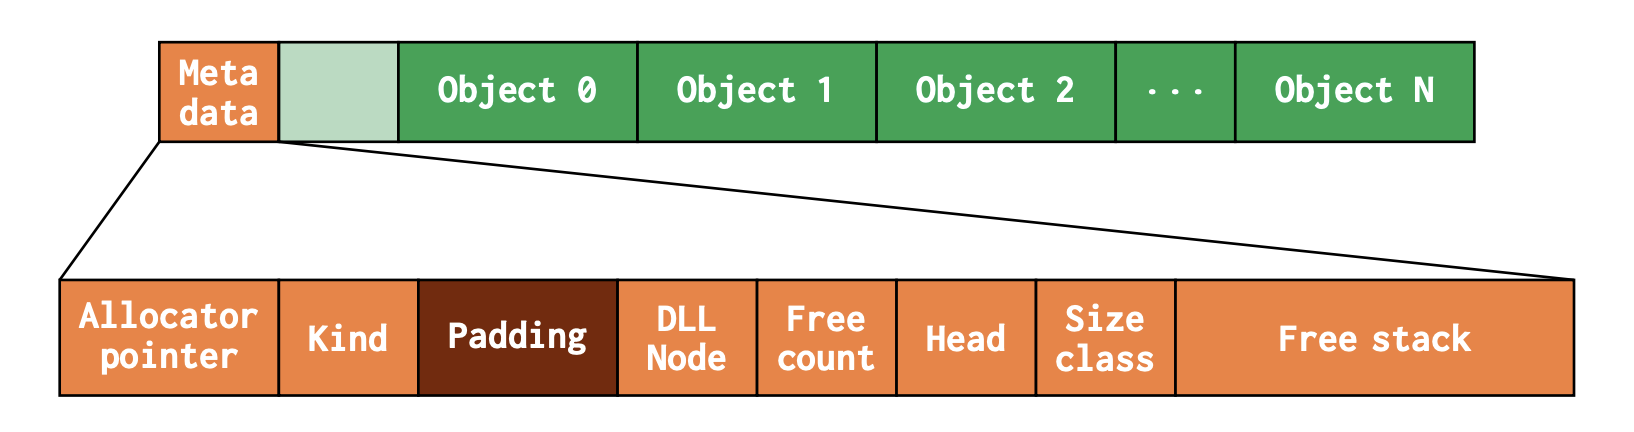 Meta
data
Object 0
Object 1
Object 2
...
Object N
Allocator
pointer
Kind
Padding
DLL
Node
Free
count
Head
Size
class
Free stack